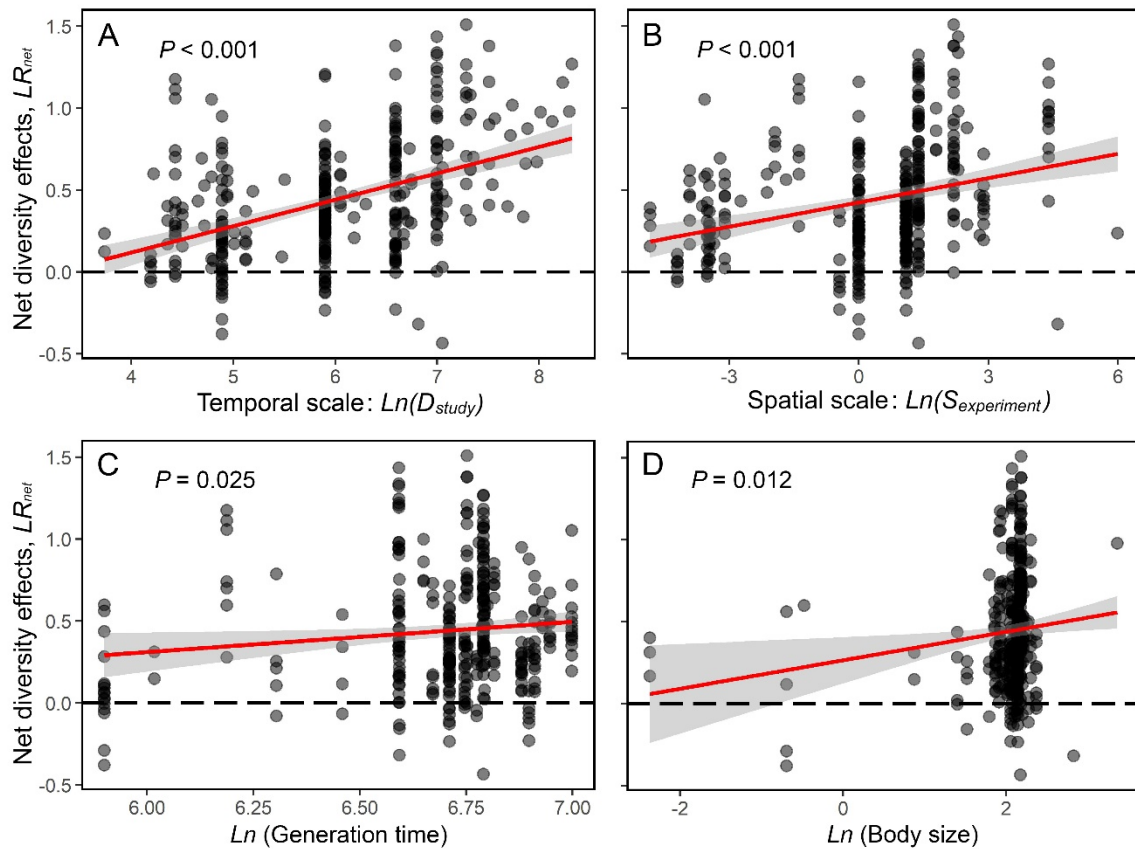 A
P < 0.001
1.5
1.0
0.5
0.0
-0.5
Net diversity effects, LRnet
4
5
6
7
8
Temporal scale: Ln(Dstudy)
B
P < 0.001
-3
0
3
6
Spatial scale: Ln(Sexperiment)
C
P = 0.025
1.5
1.0
0.5
0.0
-0.5
Net diversity effects, LRnet
6.00
6.25
6.50
6.75
7.00
Ln (Generation time)
D
P = 0.012
-2
0
2
Ln (Body size)